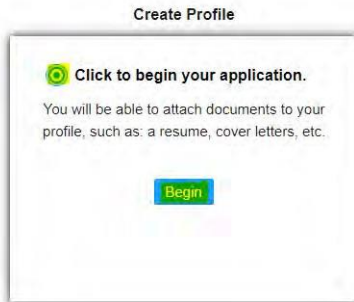 Create Profile
Click to begin your application.
You will be able to attach documents to your
profile, such as: a resume, cover letters, etc.
Begin